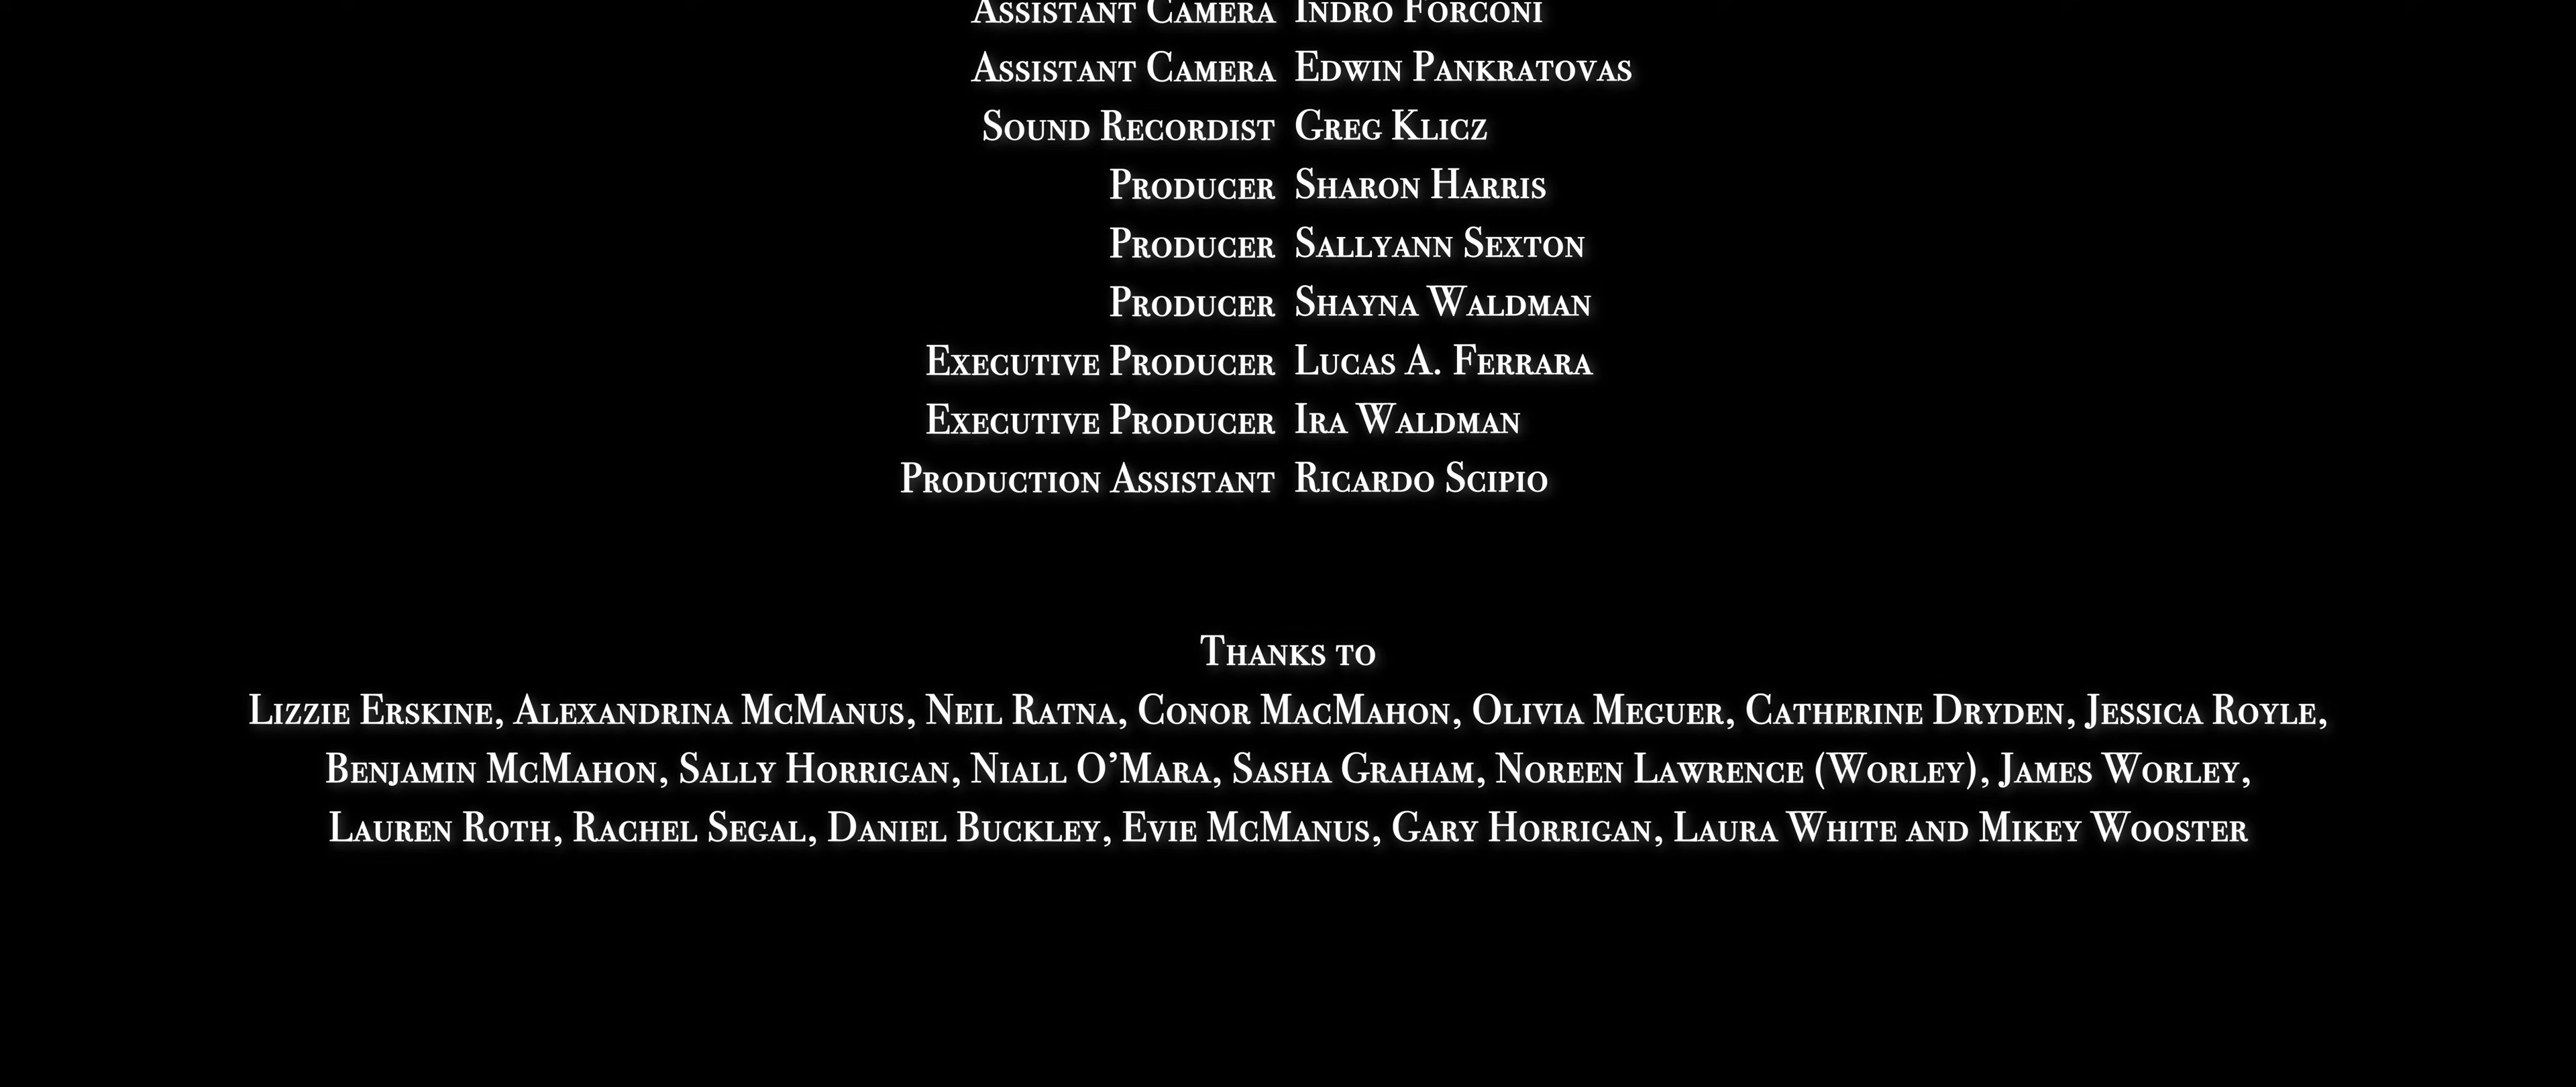 Assistant Camera Indro Forconi
Assistant Camera Edwin Pankratovas
Sound Recordist Greg Klicz
Producer Sharon Harris
Producer Sallyann Sexton
Producer Shayna Waldman
Executive Producer Lucas A. Ferrara
Executive Producer Ira Waldman
Production Assistant Ricardo Scipio
Thanks to
Lizzie Erskine, Alexandrina McManus, Neil Ratna, Conor MacMahon, Olivia Meguer, Catherine Dryden, Jessica Royle,
Benjamin McMahon, Sally Horrigan, Niall O’Mara, Sasha Graham, Noreen Lawrence (Worley), James Worley,
Lauren Roth, Rachel Segal, Daniel Buckley, Evie McManus, Gary Horrigan, Laura White and Mikey Wooster